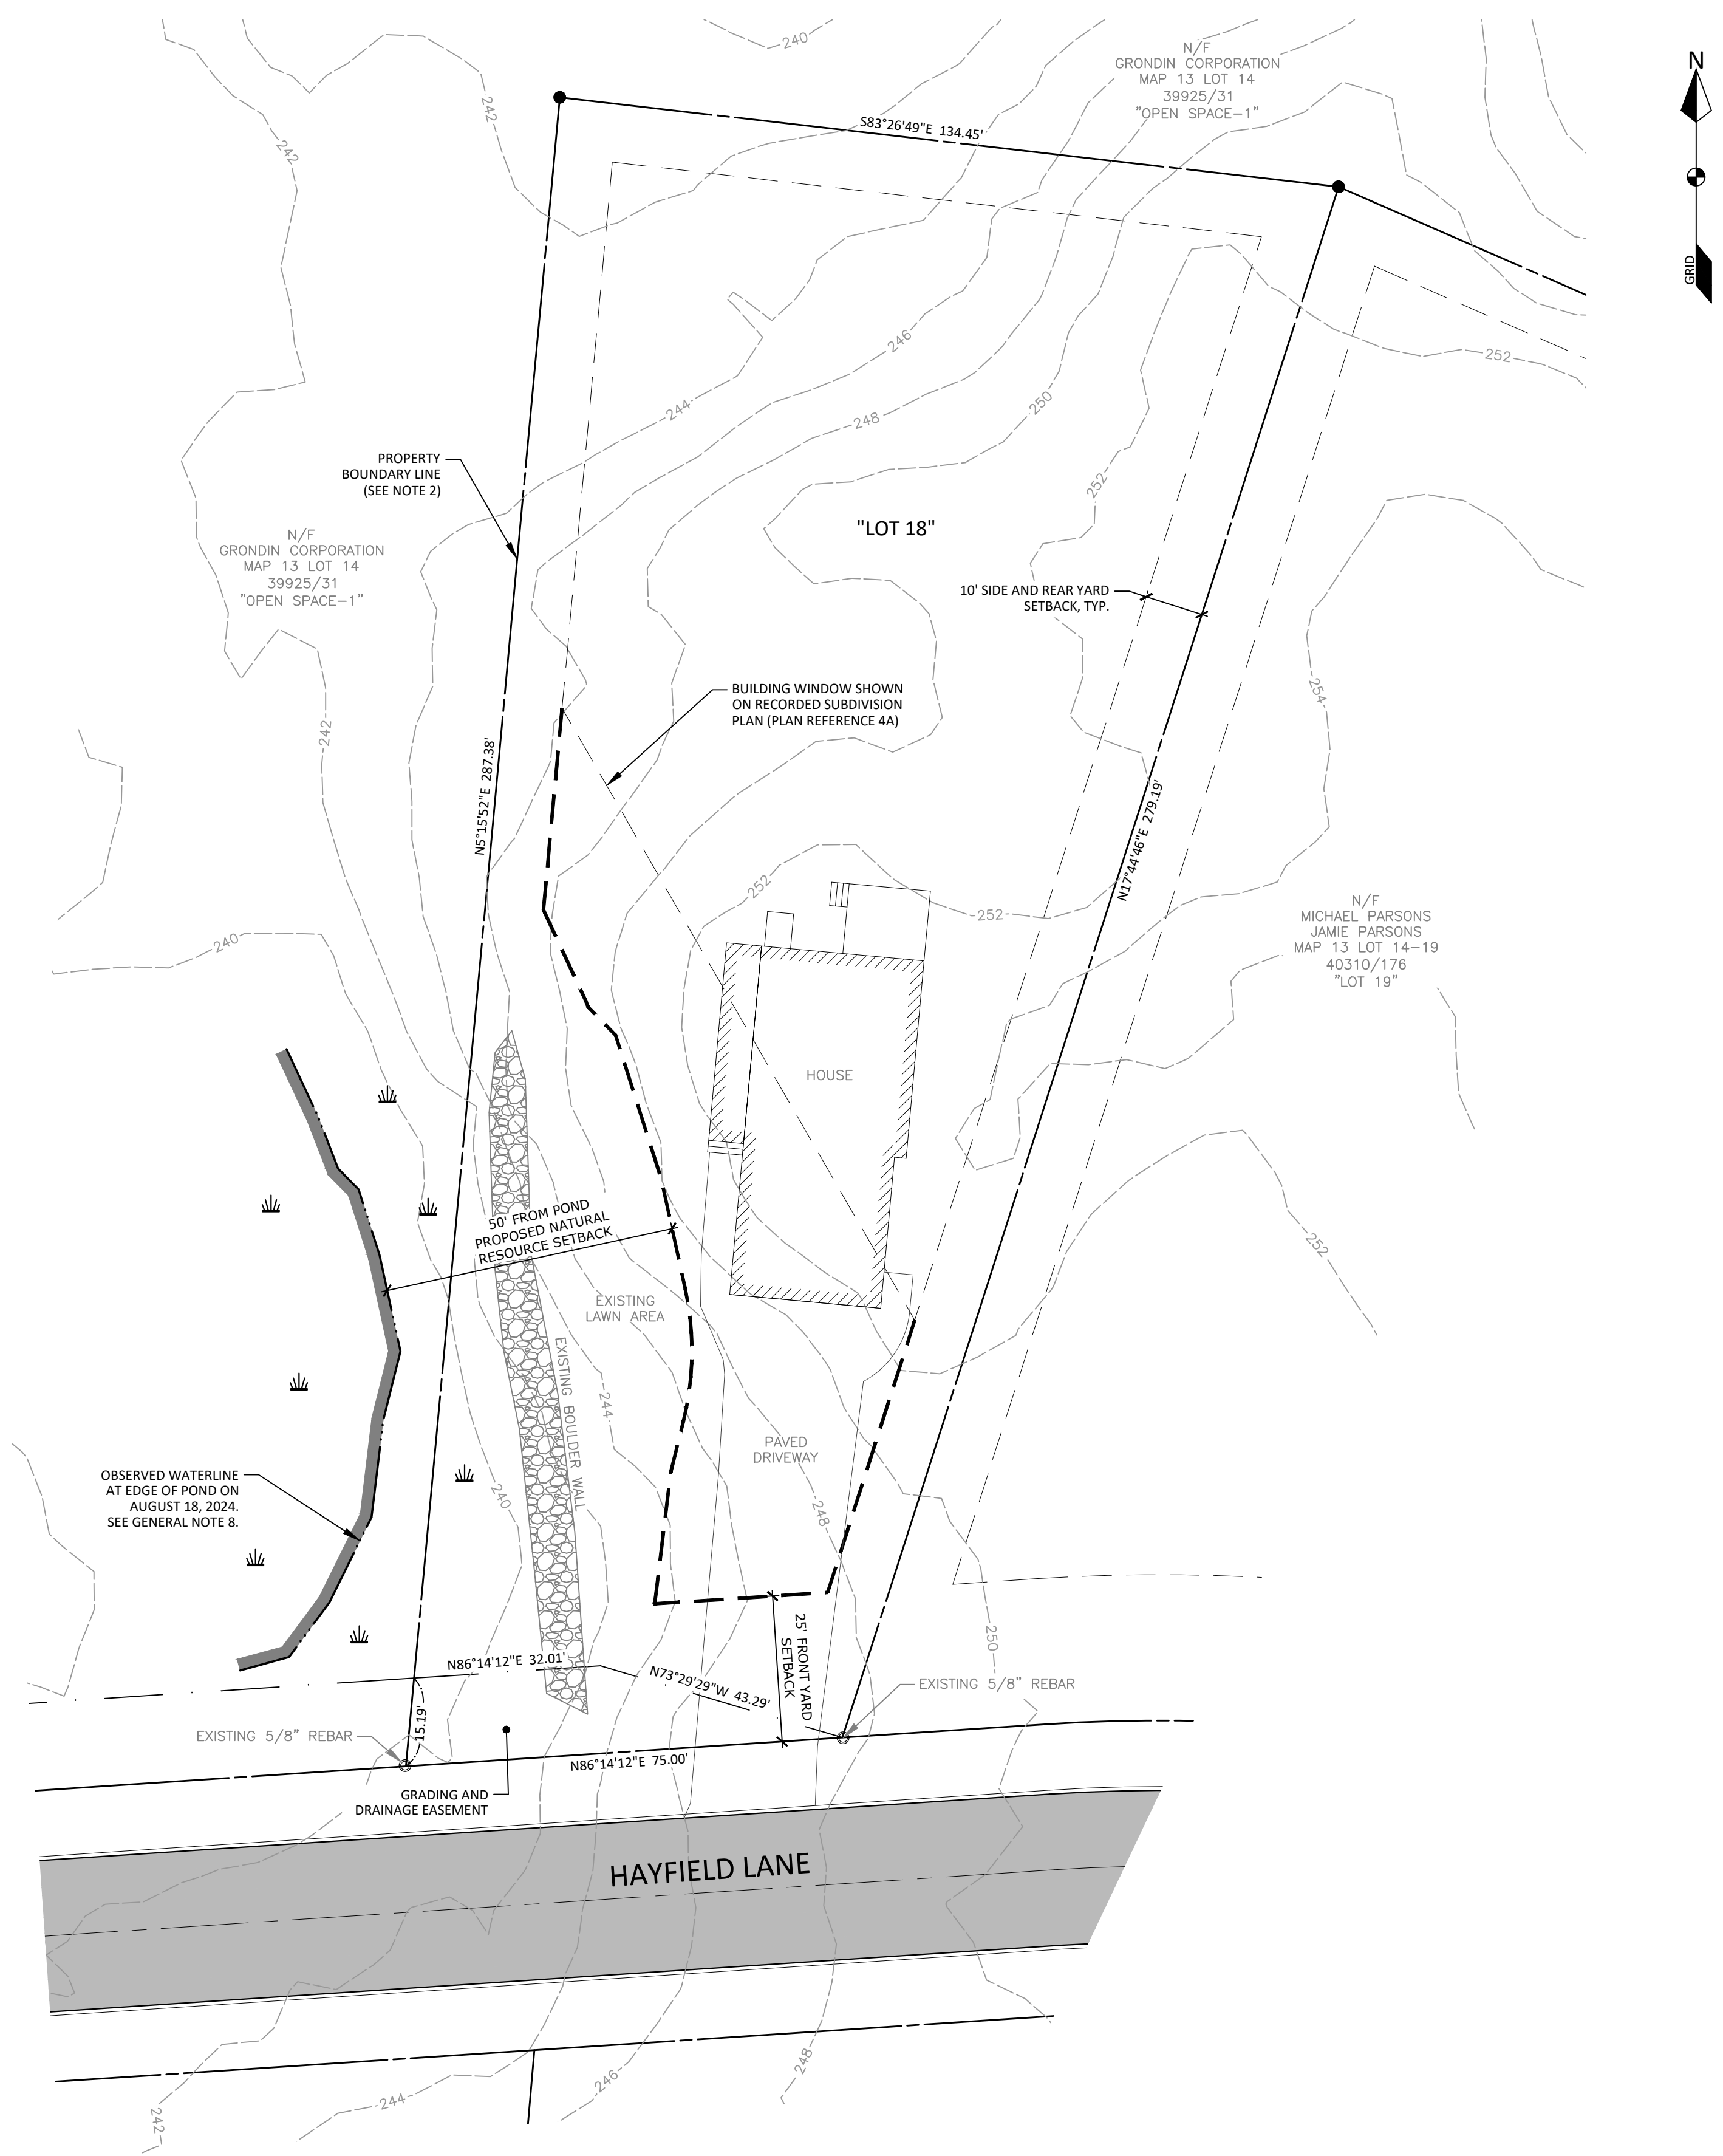 240
N/F
GRONDIN CORPORATION
MAP 13 LOT 14
39925/31
"OPEN SPACE-1"
N
GRID
242
242
S83°26'49"E 134.45'
246
252
244
248
250
PROPERTY
BOUNDARY LINE
(SEE NOTE 2)
252
"LOT 18"
N/F
GRONDIN CORPORATION
MAP 13 LOT 14
39925/31
"OPEN SPACE-1"
10' SIDE AND REAR YARD
SETBACK, TYP.
254
BUILDING WINDOW SHOWN
ON RECORDED SUBDIVISION
PLAN (PLAN REFERENCE 4A)
242
N5°15'52"E 287.38'
N17°44'46"E 279.19'
252
252
240
N/F
MICHAEL PARSONS
JAMIE PARSONS
MAP 13 LOT 14-19
40310/176
"LOT 19"
HOUSE
50' FROM POND
PROPOSED NATURAL
RESOURCE SETBACK
252
EXISTING
LAWN AREA
EXISTING BOULDER WALL
244
PAVED
DRIVEWAY
OBSERVED WATERLINE
AT EDGE OF POND ON
AUGUST 18, 2024.
SEE GENERAL NOTE 8.
240
248
25' FRONT YARD
SETBACK
250
N86°14'12"E 32.01'
N73°29'29"W 43.29'
EXISTING 5/8" REBAR
15.19'
EXISTING 5/8" REBAR
N86°14'12"E 75.00'
GRADING AND
DRAINAGE EASEMENT
HAYFIELD LANE
248
246
244
242